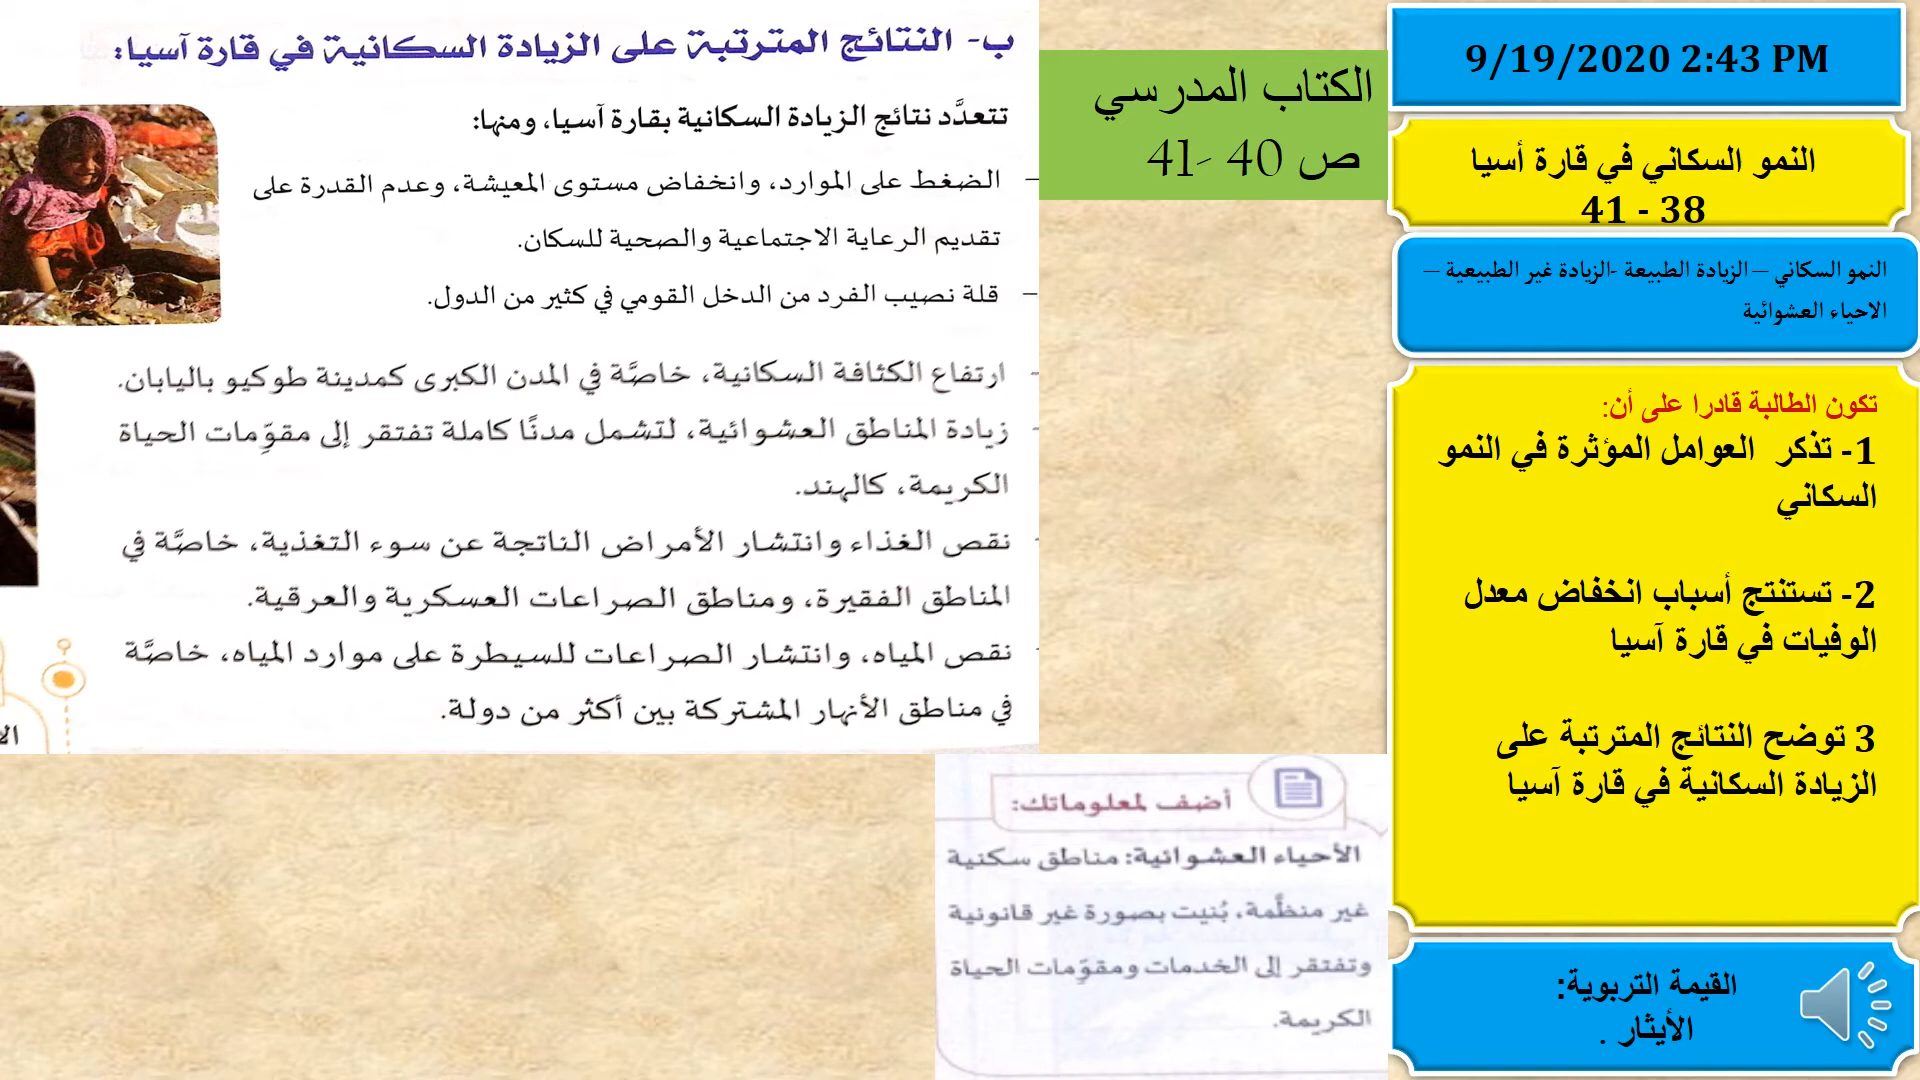 9/19/2020 2:43 PM
النمو السكاني في قارة أسيا
38 - 41
النمو السكاني – الزيادة الطبيعة -الزيادة غير الطبيعية –
الاحياء العشوائية
تكون الطالبة قادرا على أن:
1- تذكر العوامل المؤثرة في النمو
السكاني
2- تستنتج أسباب انخفاض معدل
الوفيات في قارة آسيا
3 توضح النتائج المترتبة على
الزيادة السكانية في قارة آسيا
القيمة التربوية:
الأيثار .
الكتاب المدرسي
ص 40 -41
ب- النتائج المترتبة على الزيادة السكانية في قارة آسيا:
تتعدَّد نتائج الزيادة السكانية بقارة آسيا، ومنها:
– الضغط على الموارد، وانخفاض مستوى المعيشة، وعدم القدرة على
تقديم الرعاية الاجتماعية والصحية للسكان.
– قلة نصيب الفرد من الدخل القومي في كثير من الدول.
- ارتفاع الكثافة السكانية، خاصَّة في المدن الكبرى كمدينة طوكيو باليابان.
- زيادة المناطق العشوائية، لتشمل مدنًا كاملة تفتقر إلى مقوِّمات الحياة
الكريمة، كالهند.
- نقص الغذاء وانتشار الأمراض الناتجة عن سوء التغذية، خاصَّة في
المناطق الفقيرة، ومناطق الصراعات العسكرية والعرقية.
- نقص المياه، وانتشار الصراعات للسيطرة على موارد المياه، خاصَّة
في مناطق الأنهار المشتركة بين أكثر من دولة.
أضف لمعلوماتك:
الأحياء العشوائية: مناطق سكنية
غير منظَّمة، بُنيت بصورة غير قانونية
وتفتقر إلى الخدمات ومقوِّمات الحياة
الكريمة.